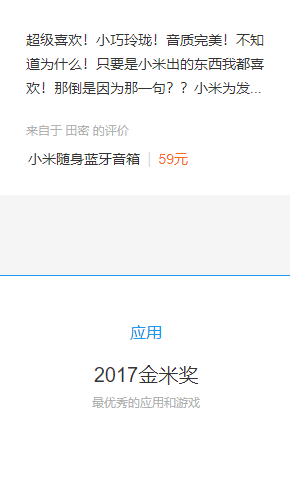 超级喜欢！小巧玲珑！音质完美！不知
道为什么！只要是小米出的东西我都喜
欢！那倒是因为那一句？？小米为发...
来自于 田密 的评价
小米随身蓝牙音箱 | 59元
应用
2017金米奖
最优秀的应用和游戏